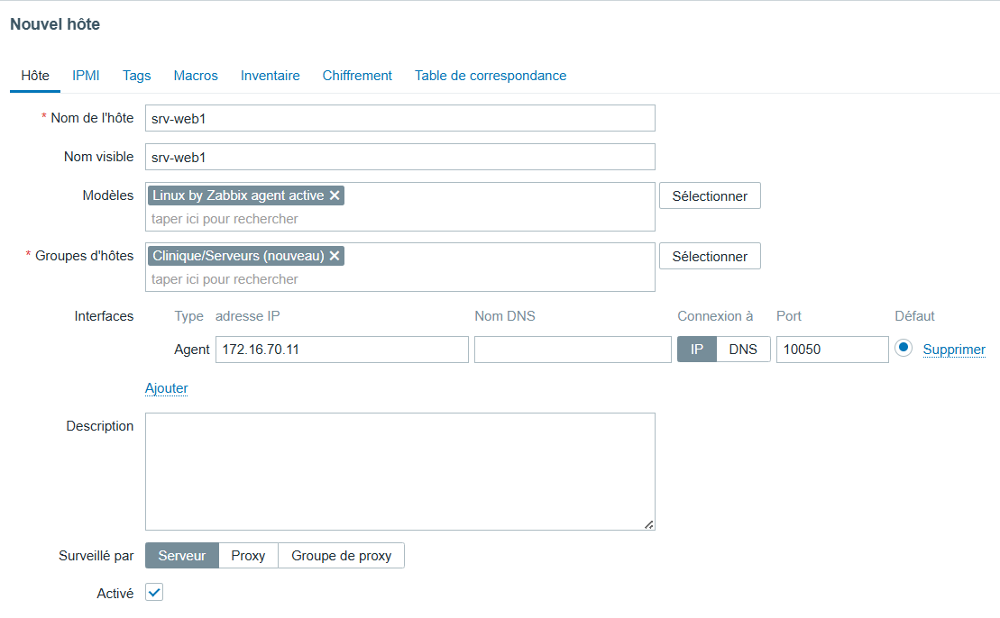 Nouvel hôte
Hôte IPMI Tags Macros Inventaire Chiffrement Table de correspondance
* Nom de l'hôte srv-web1
Nom visible srv-web1
Modèles Linux by Zabbix agent active ✕ Sélectionner
taper ici pour rechercher
* Groupes d'hôtes Clinique/Serveurs (nouveau) ✕ Sélectionner
taper ici pour rechercher
Interfaces Type adresse IP Nom DNS Connexion à Port Défaut
Agent 172.16.70.11 IP DNS 10050 Supprimer
Ajouter
Description
Surveillé par Serveur Proxy Groupe de proxy
Activé